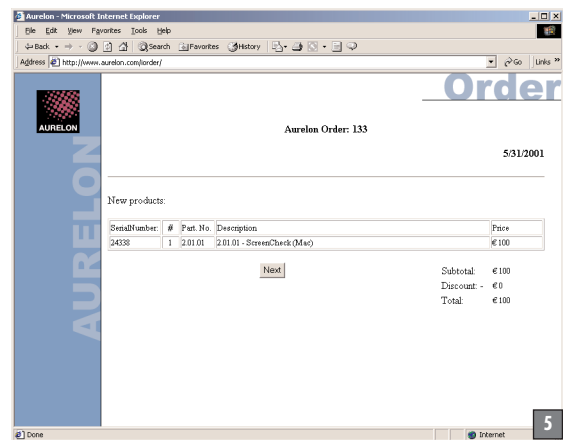 Aurelon - Microsoft Internet Explorer
File Edit View Favorites Tools Help
Back Search Favorites History
Address http://www.aurelon.com/iorder/ Go Links »
Order
AURELON
AURELON
Aurelon Order: 133
5/31/2001
New products:
SerialNumber: # Part. No. Description Price
24338 1 2.01.01 2.01.01 - ScreenCheck (Mac) € 100
Next
Subtotal: € 100
Discount: - € 0
Total: € 100
Done Internet
5